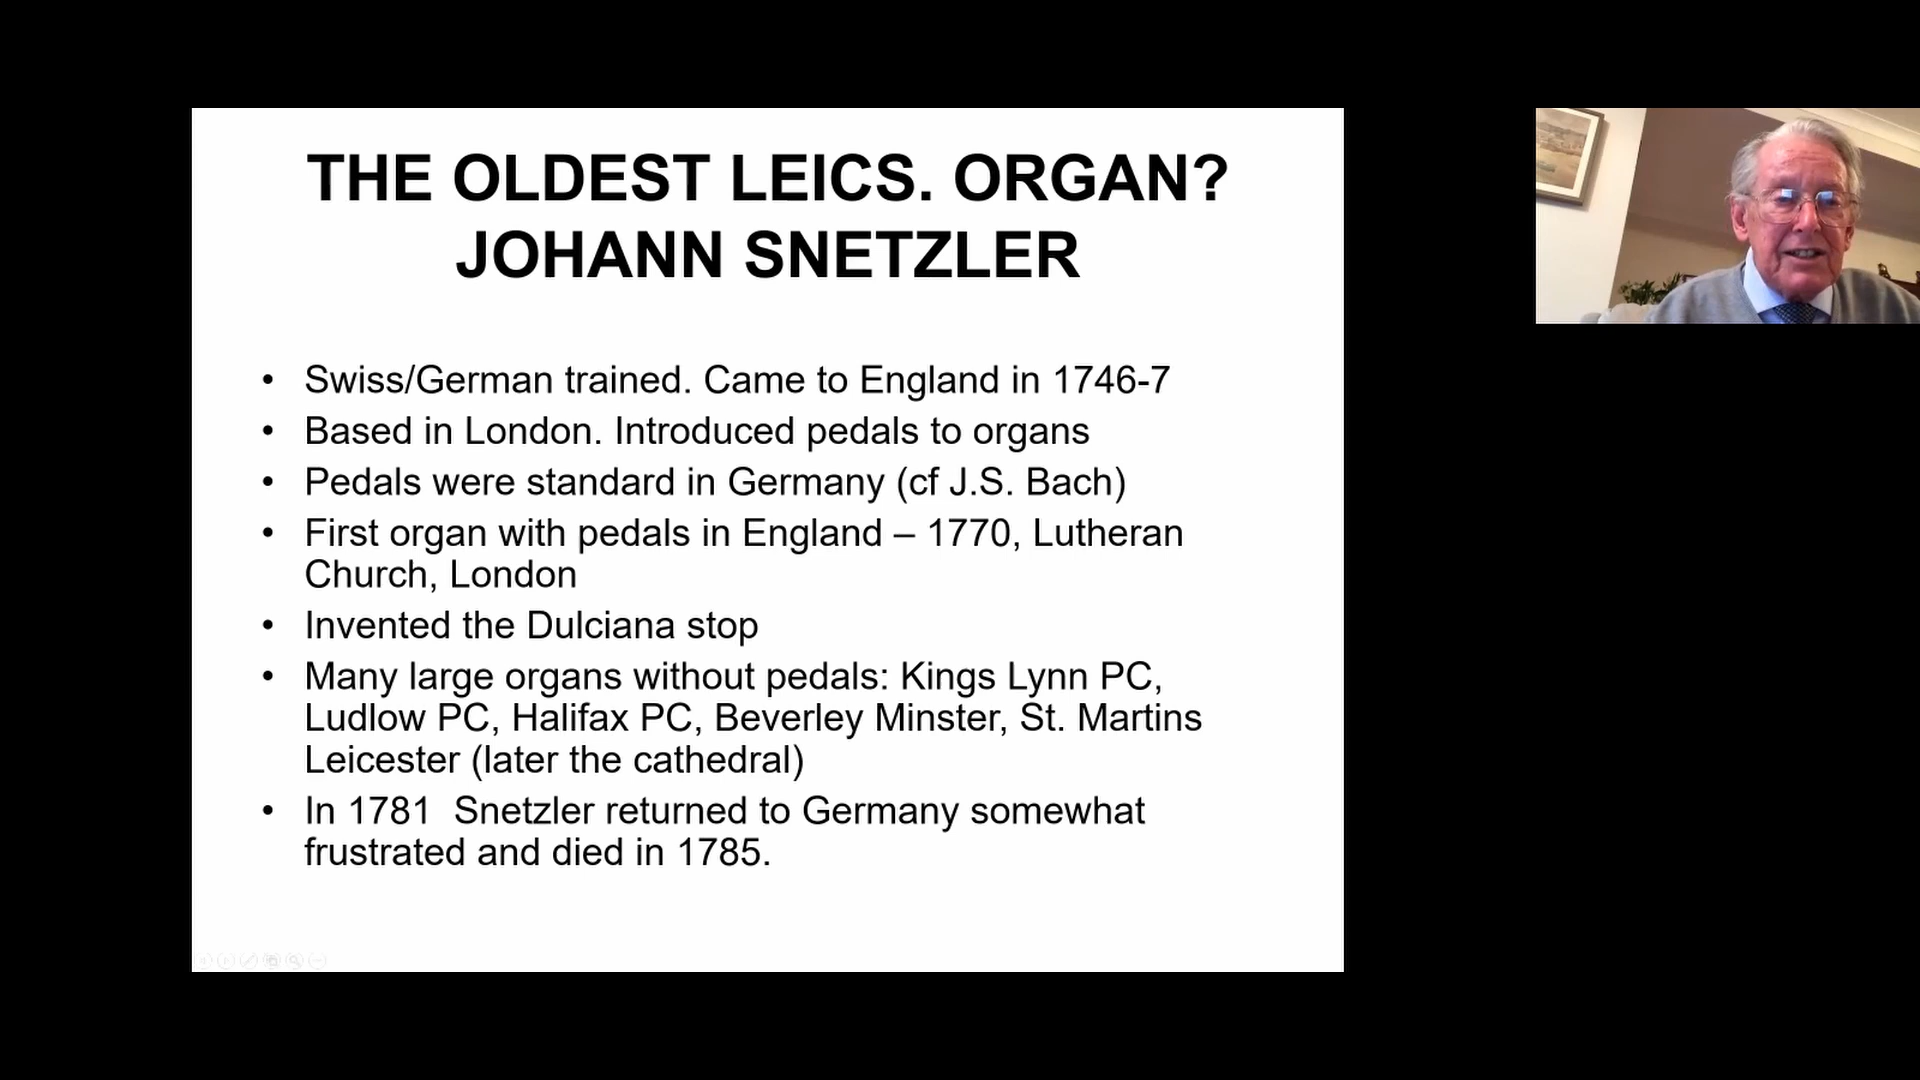 THE OLDEST LEICS. ORGAN?
JOHANN SNETZLER
• Swiss/German trained. Came to England in 1746-7
• Based in London. Introduced pedals to organs
• Pedals were standard in Germany (cf J.S. Bach)
• First organ with pedals in England – 1770, Lutheran
Church, London
• Invented the Dulciana stop
• Many large organs without pedals: Kings Lynn PC,
Ludlow PC, Halifax PC, Beverley Minster, St. Martins
Leicester (later the cathedral)
• In 1781  Snetzler returned to Germany somewhat
frustrated and died in 1785.